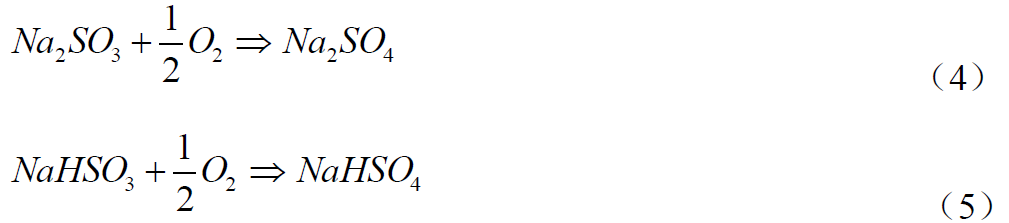 Na₂SO₃ + 1/2 O₂ ⇒ Na₂SO₄ （4）
NaHSO₃ + 1/2 O₂ ⇒ NaHSO₄ （5）